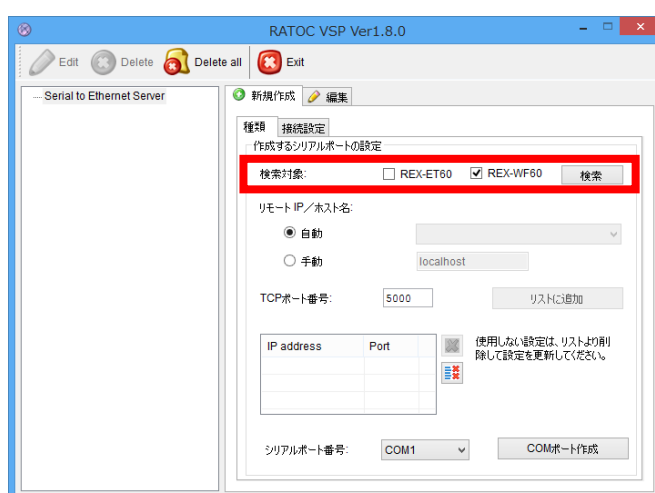 RATOC VSP Ver1.8.0
Edit Delete Delete all Exit
Serial to Ethernet Server
新規作成 編集
種類 接続設定
作成するシリアルポートの設定
検索対象: REX-ET60 REX-WF60 検索
リモート IP／ホスト名:
自動
手動 localhost
TCPポート番号: 5000 リストに追加
IP address Port
使用しない設定は、リストより削
除して設定を更新してください。
シリアルポート番号: COM1 COMポート作成